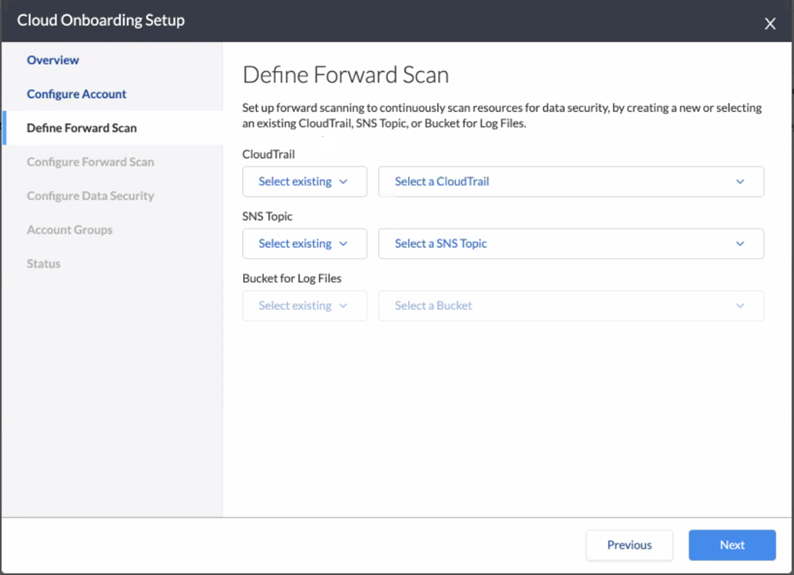 Cloud Onboarding Setup
X
Overview
Configure Account
Define Forward Scan
Configure Forward Scan
Configure Data Security
Account Groups
Status
Define Forward Scan
Set up forward scanning to continuously scan resources for data security, by creating a new or selecting
an existing CloudTrail, SNS Topic, or Bucket for Log Files.
CloudTrail
Select existing Select a CloudTrail
SNS Topic
Select existing Select a SNS Topic
Bucket for Log Files
Select existing Select a Bucket
Previous Next